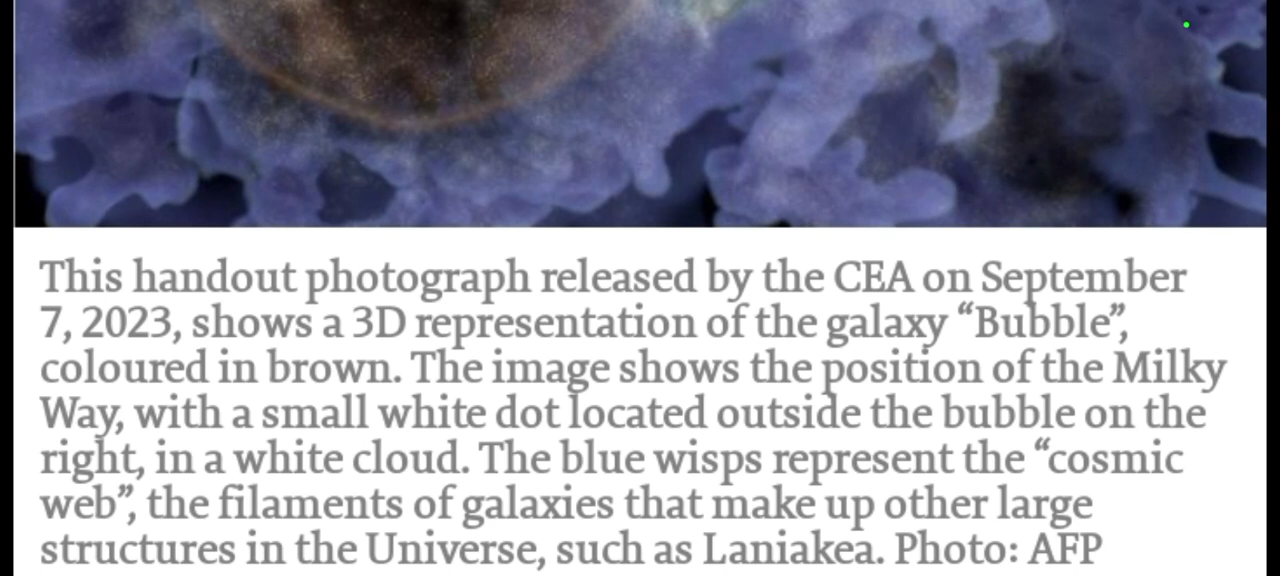 This handout photograph released by the CEA on September
7, 2023, shows a 3D representation of the galaxy “Bubble”,
coloured in brown. The image shows the position of the Milky
Way, with a small white dot located outside the bubble on the
right, in a white cloud. The blue wisps represent the “cosmic
web”, the filaments of galaxies that make up other large
structures in the Universe, such as Laniakea. Photo: AFP